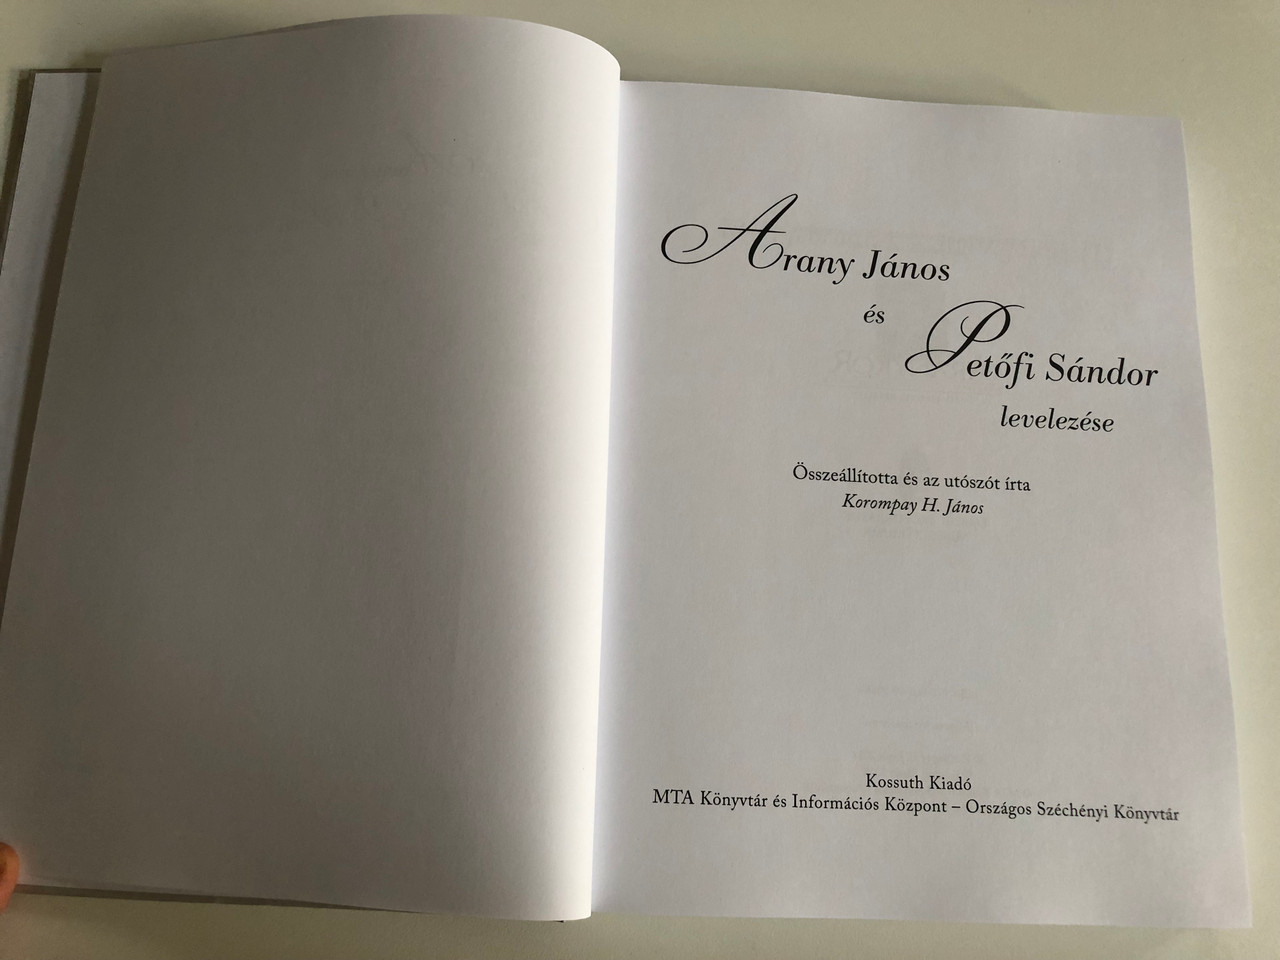 Arany János
és
Petőfi Sándor
levelezése
Összeállította és az utószót írta
Korompay H. János
Kossuth Kiadó
MTA Könyvtár és Információs Központ – Országos Széchényi Könyvtár